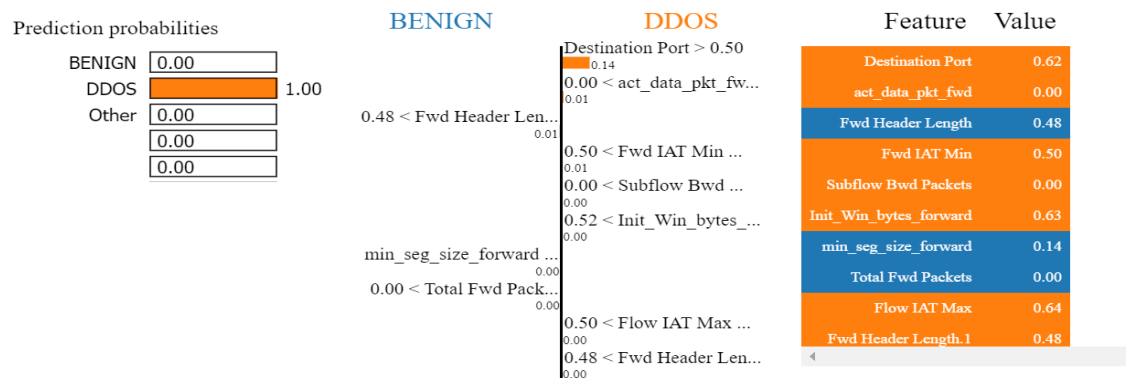 Prediction probabilities
BENIGN 0.00
DDOS 1.00
Other 0.00
0.00
0.00
BENIGN DDOS
Destination Port > 0.50
0.14
0.00 < act_data_pkt_fw...
0.01
0.48 < Fwd Header Len...
0.01
0.50 < Fwd IAT Min ...
0.01
0.00 < Subflow Bwd ...
0.00
0.52 < Init_Win_bytes_...
0.00
min_seg_size_forward ...
0.00
0.00 < Total Fwd Pack...
0.00
0.50 < Flow IAT Max ...
0.00
0.48 < Fwd Header Len...
0.00
Feature Value
Destination Port 0.62
act_data_pkt_fwd 0.00
Fwd Header Length 0.48
Fwd IAT Min 0.50
Subflow Bwd Packets 0.00
Init_Win_bytes_forward 0.63
min_seg_size_forward 0.14
Total Fwd Packets 0.00
Flow IAT Max 0.64
Fwd Header Length.1 0.48